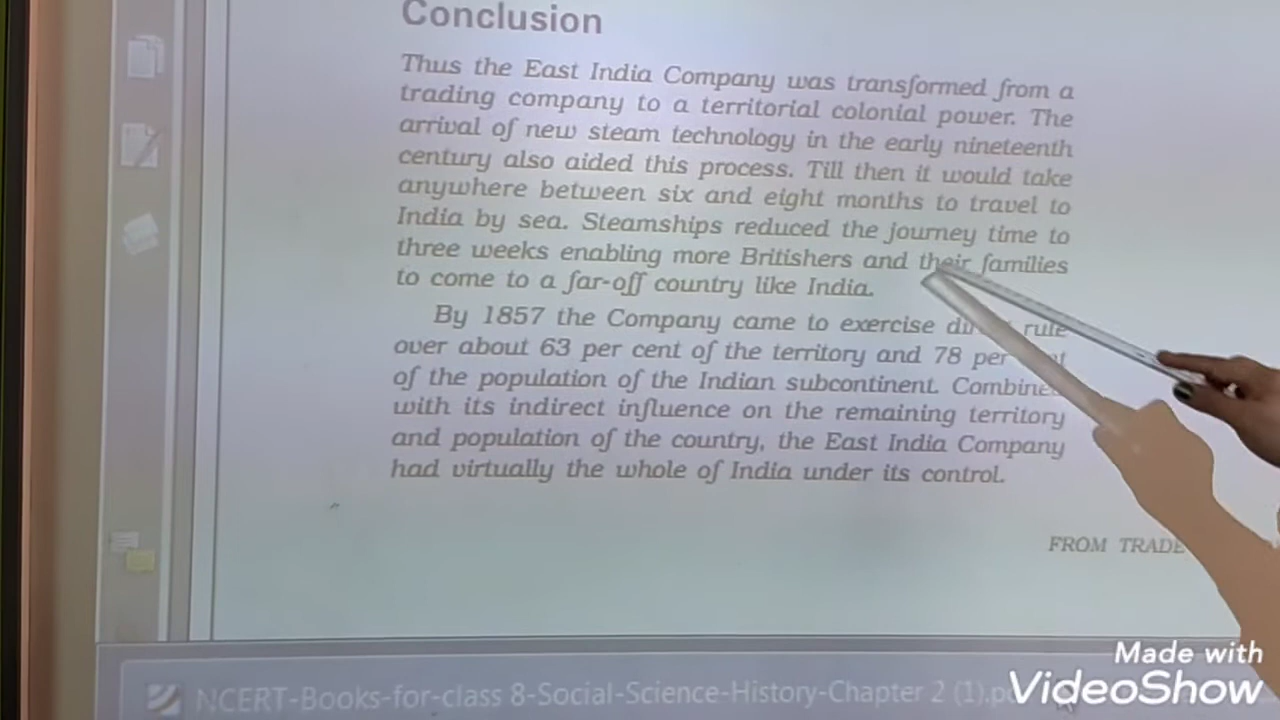 Conclusion
Thus the East India Company was transformed from a
trading company to a territorial colonial power. The
arrival of new steam technology in the early nineteenth
century also aided this process. Till then it would take
anywhere between six and eight months to travel to
India by sea. Steamships reduced the journey time to
three weeks enabling more Britishers and their families
to come to a far-off country like India.
By 1857 the Company came to exercise rule
over about 63 per cent of the territory and 78 per
of the population of the Indian subcontinent. Combined
with its indirect influence on the remaining territory
and population of the country, the East India Company
had virtually the whole of India under its control.
FROM TRADE
NCERT-Books-for-class 8-Social-Science-History-Chapter 2 (1).p
Made with
VideoShow